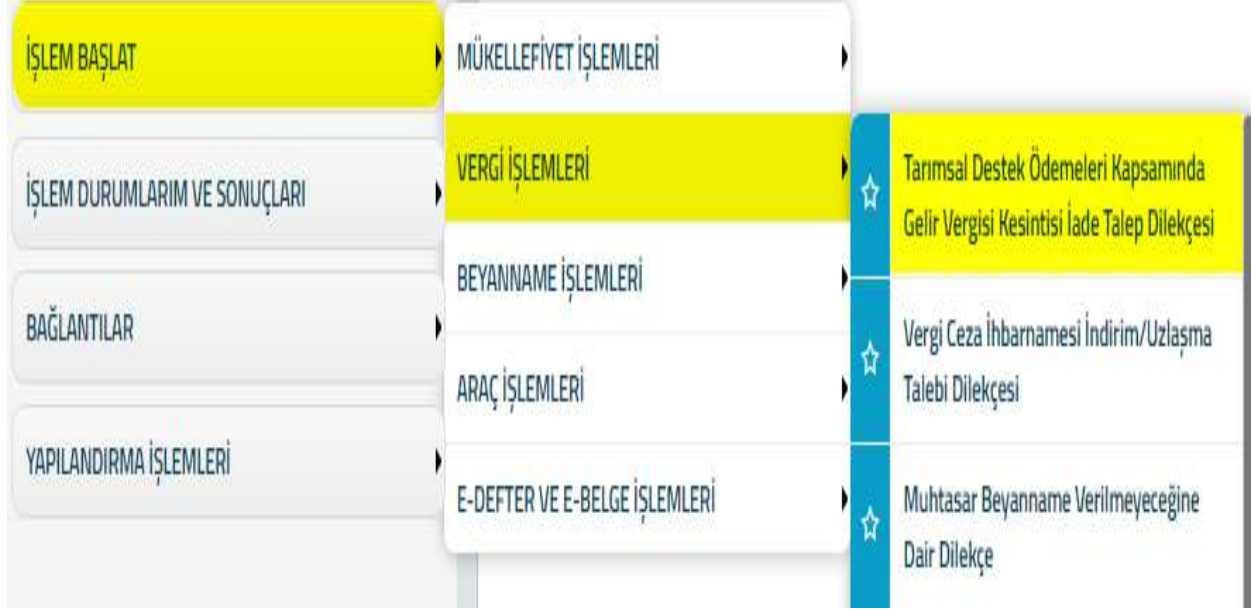 İŞLEM BAŞLAT
İŞLEM DURUMLARIM VE SONUÇLARI
BAĞLANTILAR
YAPILANDIRMA İŞLEMLERİ
MÜKELLEFİYET İŞLEMLERİ
VERGİ İŞLEMLERİ
BEYANNAME İŞLEMLERİ
ARAÇ İŞLEMLERİ
E-DEFTER VE E-BELGE İŞLEMLERİ
Tarımsal Destek Ödemeleri Kapsamında
Gelir Vergisi Kesintisi İade Talep Dilekçesi
Vergi Ceza İhbarnamesi İndirim/Uzlaşma
Talebi Dilekçesi
Muhtasar Beyanname Verilmeyeceğine
Dair Dilekçe